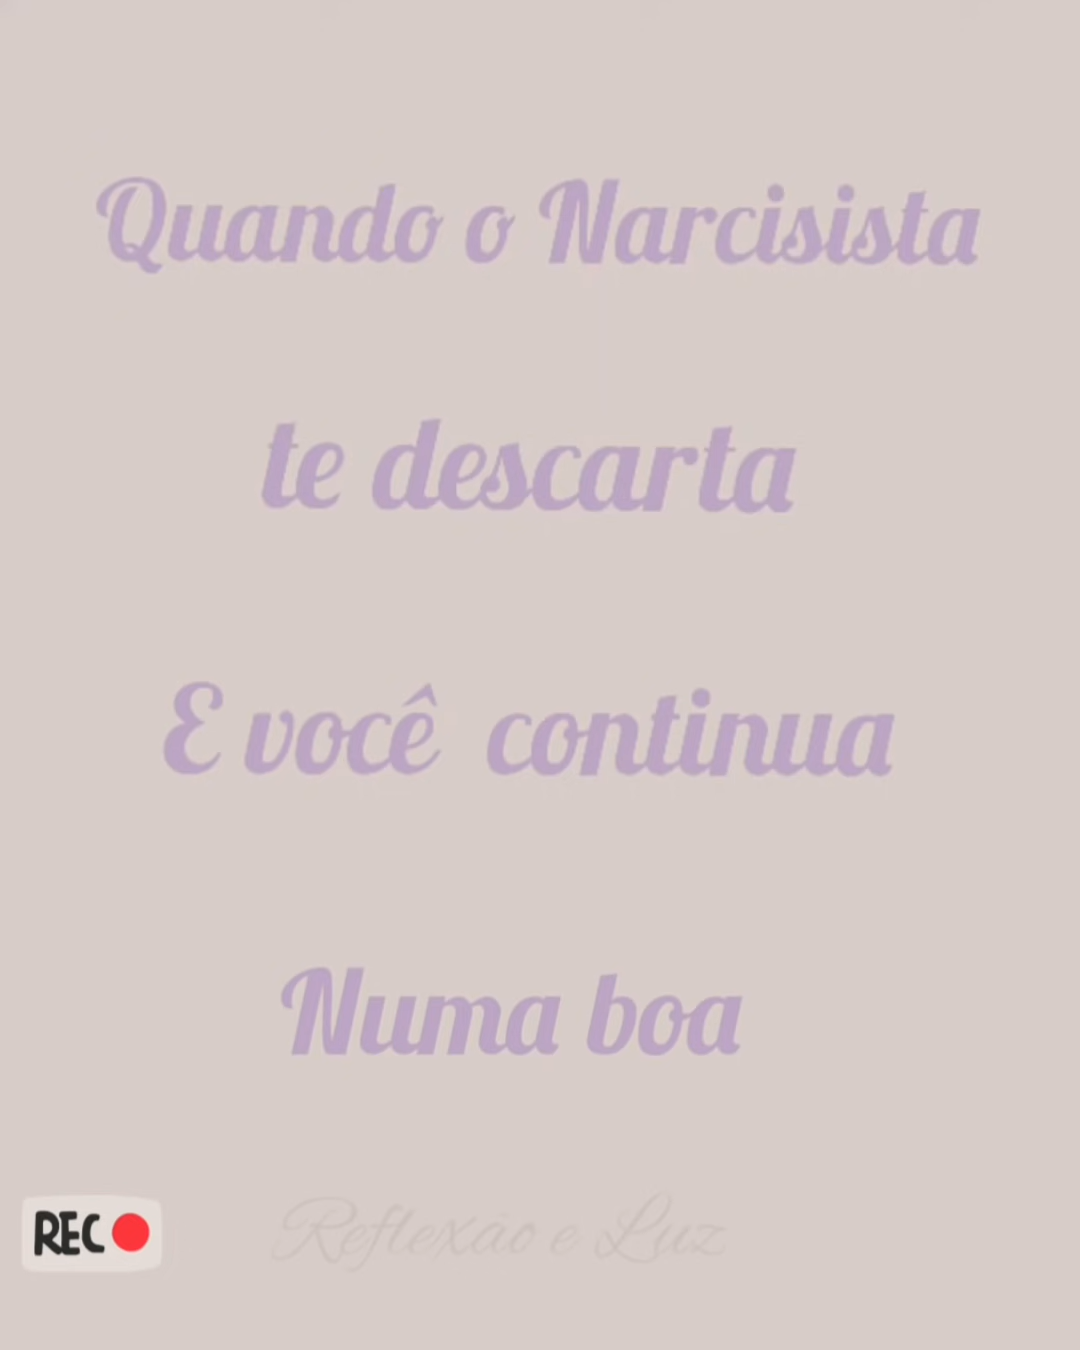 Quando o Narcisista
te descarta
E você continua
Numa boa
REC
Reflexão e Luz